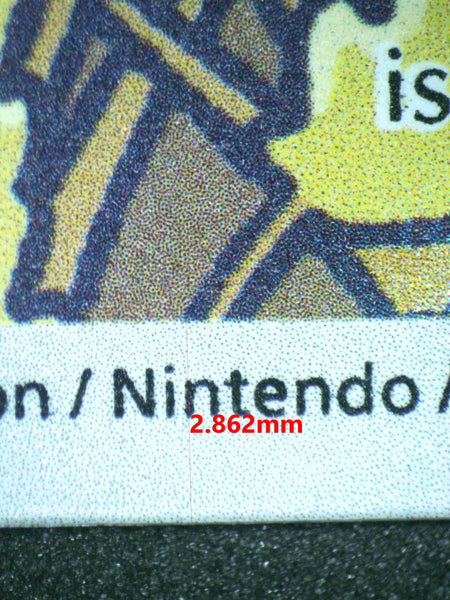 is
on / Nintendo /
2.862mm